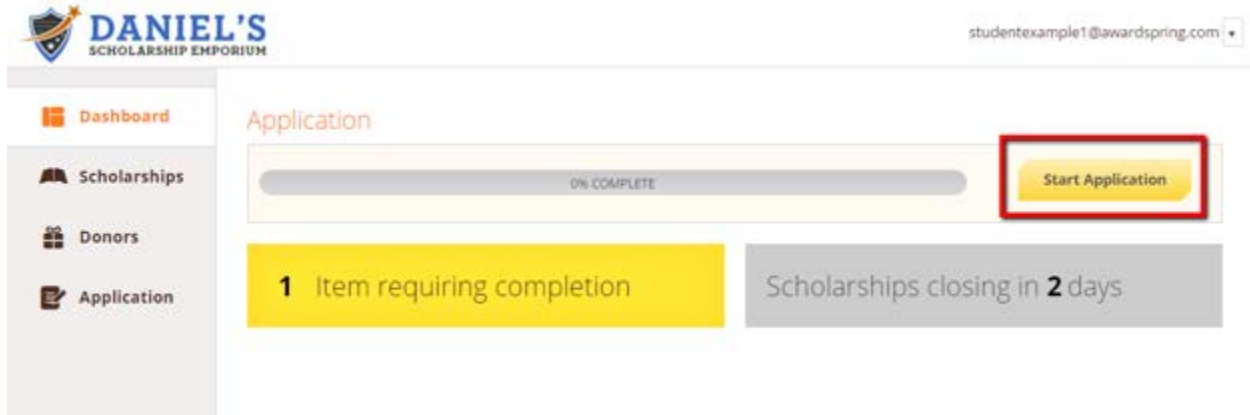 DANIEL'S
SCHOLARSHIP EMPORIUM
studentexample1@awardspring.com
Dashboard
Scholarships
Donors
Application
Application
0% COMPLETE
Start Application
1 Item requiring completion
Scholarships closing in 2 days